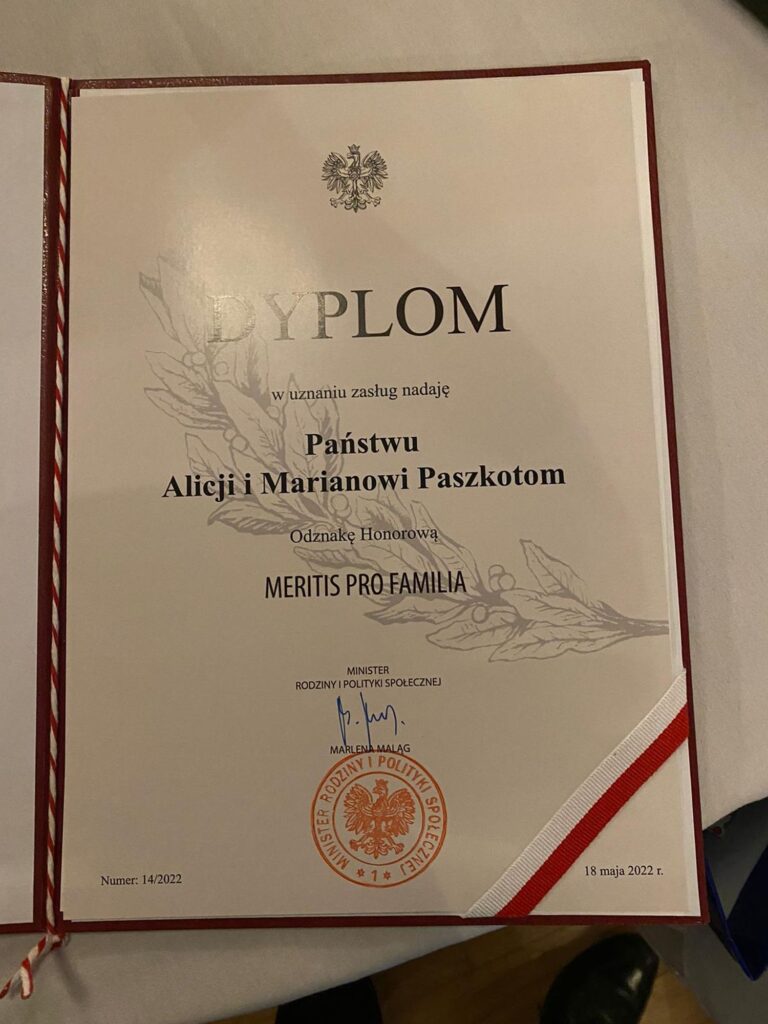 DYPLOM
w uznaniu zasług nadaję
Państwu
Alicji i Marianowi Paszkotom
Odznakę Honorową
MERITIS PRO FAMILIA
MINISTER
RODZINY I POLITYKI SPOŁECZNEJ
MARLENA MALĄG
MINISTER RODZINY I POLITYKI SPOŁECZNEJ
* 1 *
Numer: 14/2022
18 maja 2022 r.